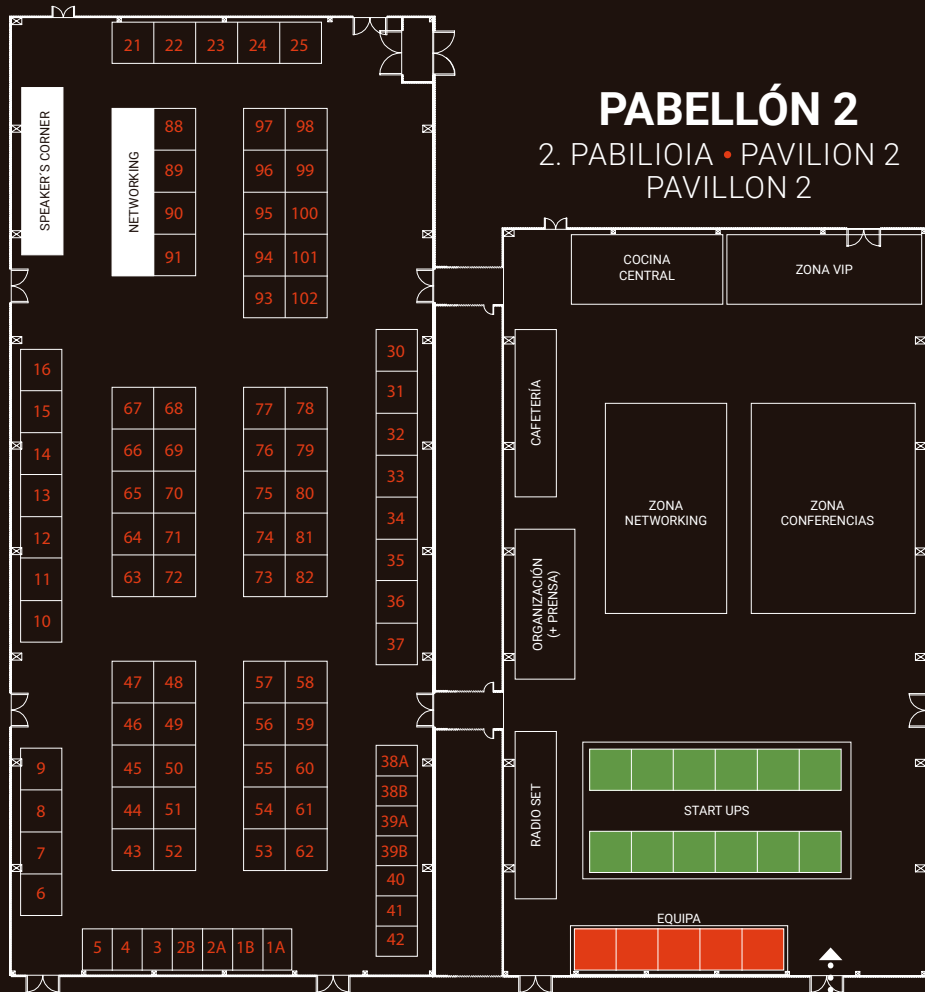 PABELLÓN 2
2. PABILIOIA • PAVILION 2
PAVILLON 2
21 22 23 24 25
SPEAKER´S CORNER
NETWORKING
88
89
90
91
97 98
96 99
95 100
94 101
93 102
16
15
14
13
12
11
10
67 68
66 69
65 70
64 71
63 72
77 78
76 79
75 80
74 81
73 82
30
31
32
33
34
35
36
37
47 48
46 49
45 50
44 51
43 52
57 58
56 59
55 60
54 61
53 62
38A
38B
39A
39B
40
41
42
9
8
7
6
5 4 3 2B 2A 1B 1A
COCINA
CENTRAL
ZONA VIP
CAFETERÍA
ZONA
NETWORKING
ZONA
CONFERENCIAS
ORGANIZACIÓN
(+ PRENSA)
RADIO SET
START UPS
EQUIPA